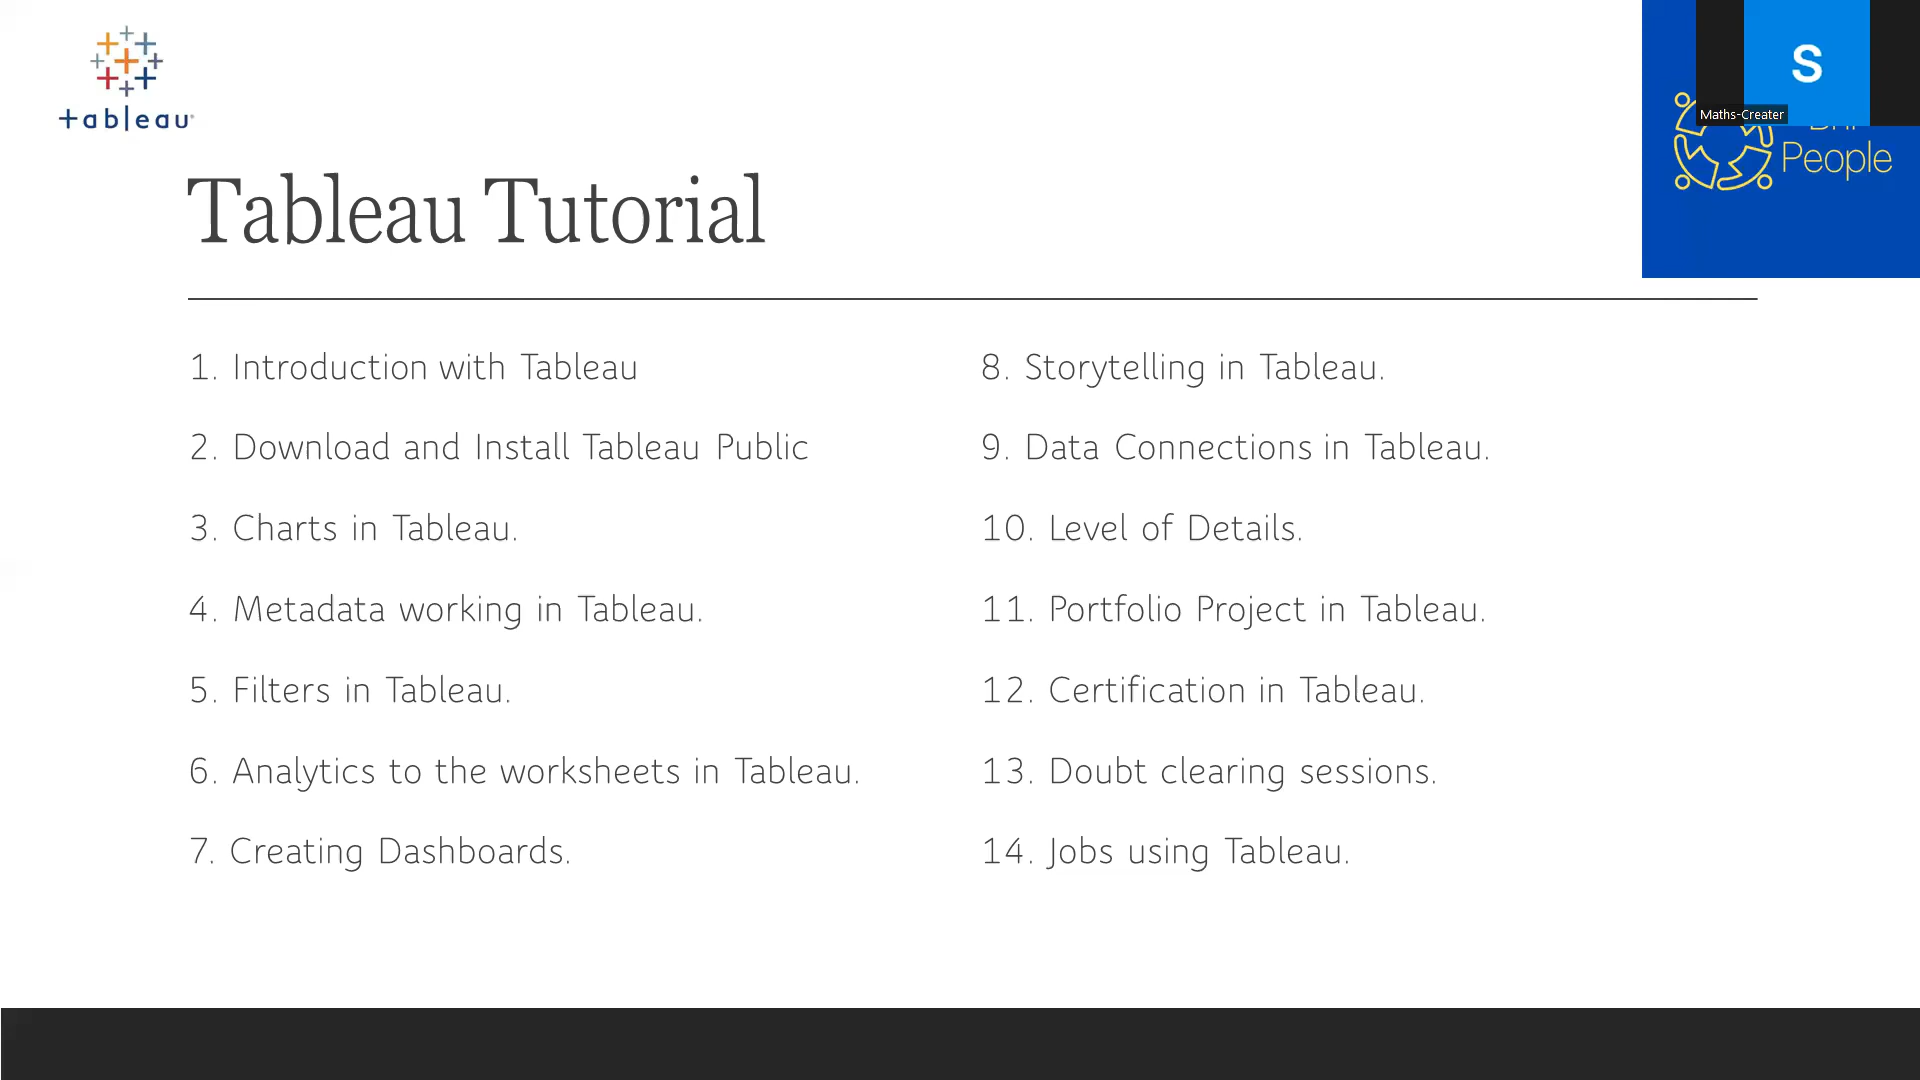 tableau
S
Maths-Creater
People
Tableau Tutorial
1. Introduction with Tableau
2. Download and Install Tableau Public
3. Charts in Tableau.
4. Metadata working in Tableau.
5. Filters in Tableau.
6. Analytics to the worksheets in Tableau.
7. Creating Dashboards.
8. Storytelling in Tableau.
9. Data Connections in Tableau.
10. Level of Details.
11. Portfolio Project in Tableau.
12. Certification in Tableau.
13. Doubt clearing sessions.
14. Jobs using Tableau.